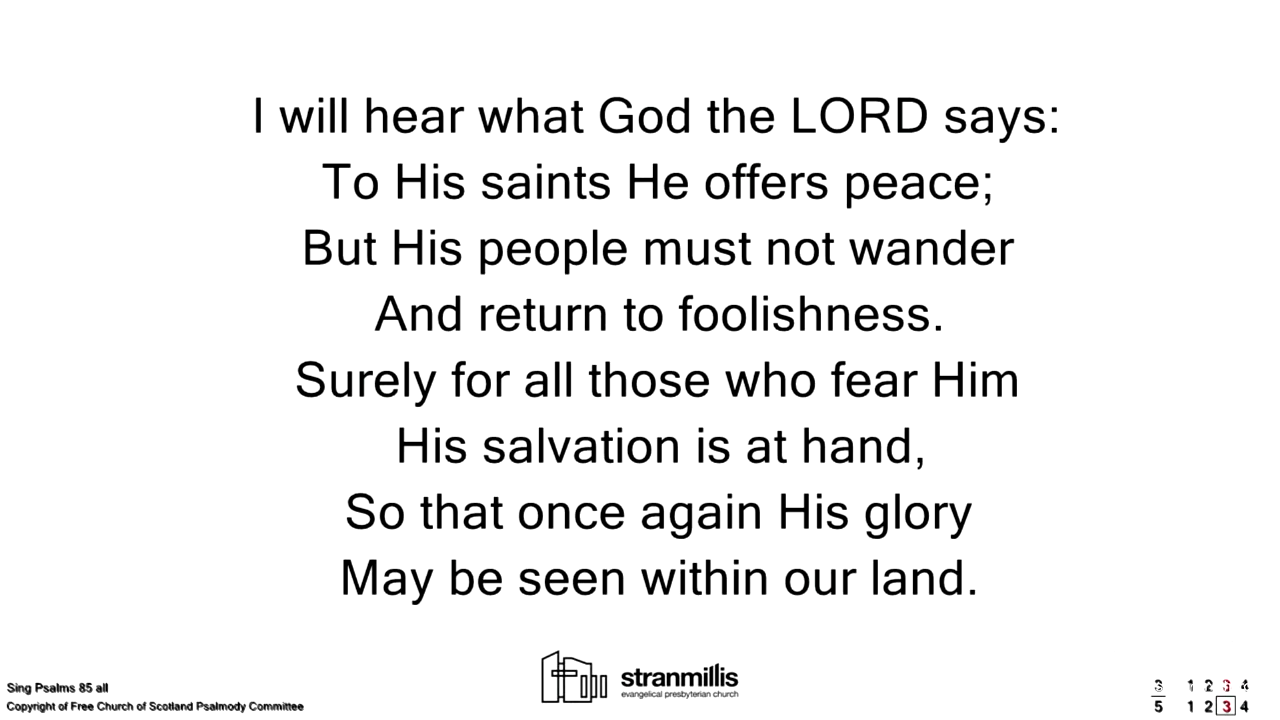 I will hear what God the LORD says:
To His saints He offers peace;
But His people must not wander
And return to foolishness.
Surely for all those who fear Him
His salvation is at hand,
So that once again His glory
May be seen within our land.
stranmillis
evangelical presbyterian church
Sing Psalms 85 all
Copyright of Free Church of Scotland Psalmody Committee
3 1 2 3 4
5 1 2 3 4